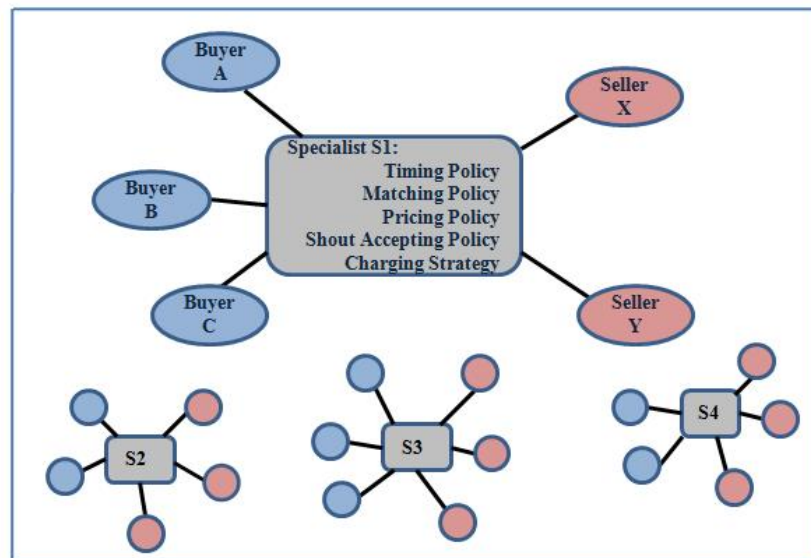 Buyer
A
Seller
X
Specialist S1:
Timing Policy
Matching Policy
Pricing Policy
Shout Accepting Policy
Charging Strategy
Buyer
B
Buyer
C
Seller
Y
S2
S3
S4